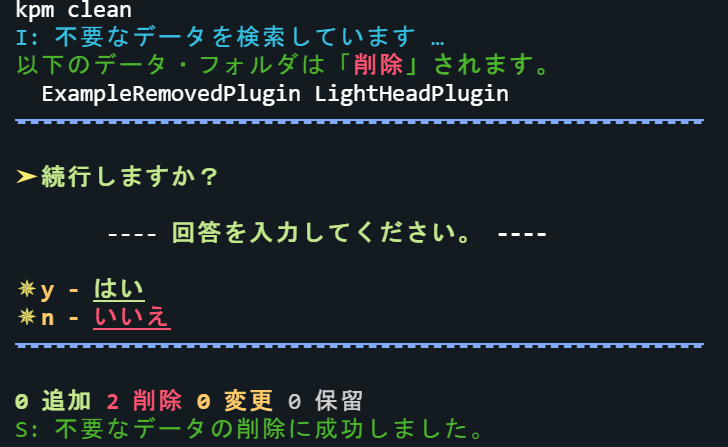 kpm clean
I: 不要なデータを検索しています …
以下のデータ・フォルダは「削除」されます。
ExampleRemovedPlugin LightHeadPlugin
➤続行しますか？
---- 回答を入力してください。 ----
✵y - はい
✵n - いいえ
0 追加 2 削除 0 変更 0 保留
S: 不要なデータの削除に成功しました。